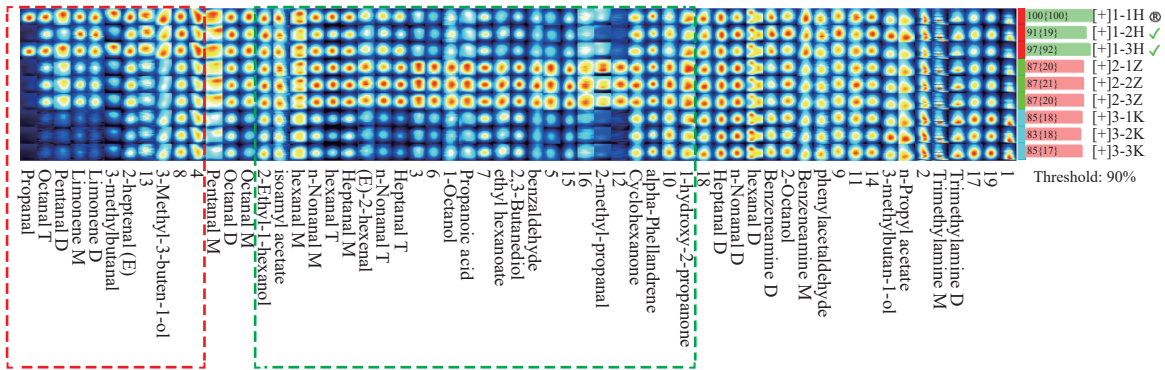 100{100} [+]1-1H ®
91{19} [+]1-2H ✓
97{92} [+]1-3H ✓
87{20} [+]2-1Z
87{21} [+]2-2Z
87{20} [+]2-3Z
85{18} [+]3-1K
83{18} [+]3-2K
85{17} [+]3-3K
Threshold: 90%
Propanal
Octanal T
Pentanal D
Limonene M
Limonene D
3-methylbutanal
2-heptenal (E)
13
3-Methyl-3-buten-1-ol
8
4
Pentanal M
Octanal D
Octanal M
2-Ethyl-1-hexanol
isoamyl acetate
hexanal M
n-Nonanal M
hexanal T
Heptanal M
(E)-2-hexenal
n-Nonanal T
Heptanal T
3
6
1-Octanol
Propanoic acid
7
ethyl hexanoate
2,3-Butanediol
benzaldehyde
5
15
16
2-methyl-propanal
12
Cyclohexanone
alpha-Phellandrene
10
1-hydroxy-2-propanone
18
Heptanal D
n-Nonanal D
hexanal D
Benzeneamine D
2-Octanol
Benzeneamine M
phenylacetaldehyde
9
11
14
3-methylbutan-1-ol
n-Propyl acetate
2
Trimethylamine M
Trimethylamine D
17
19
1